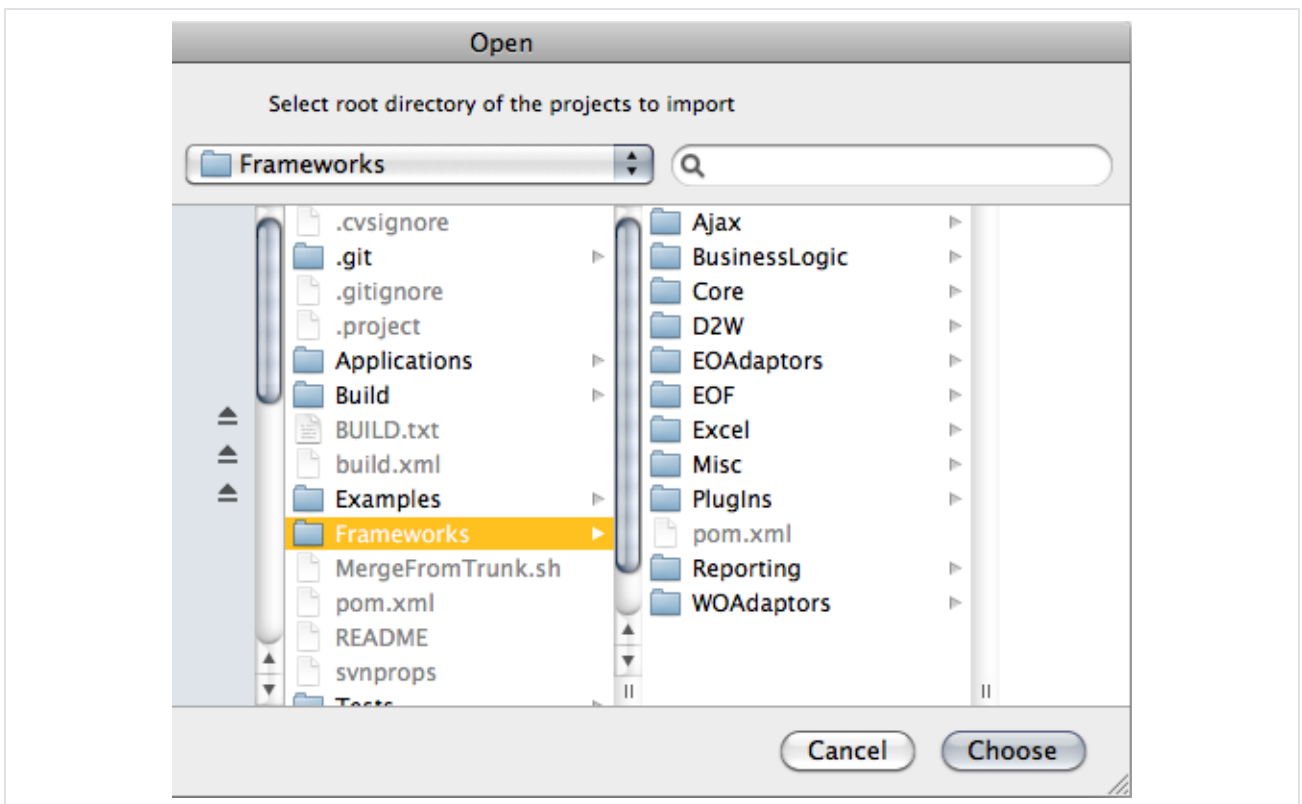 Open
Select root directory of the projects to import
Frameworks
.cvsignore
.git
.gitignore
.project
Applications
Build
BUILD.txt
build.xml
Examples
Frameworks
MergeFromTrunk.sh
pom.xml
README
svnprops
Tests
Ajax
BusinessLogic
Core
D2W
EOAdaptors
EOF
Excel
Misc
PlugIns
pom.xml
Reporting
WOAdaptors
Cancel
Choose